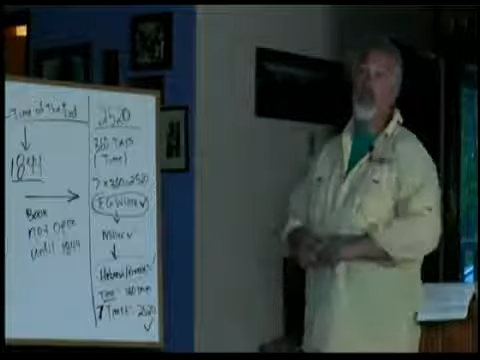 Time of the End
1844
Book
not open
until 1844
2520
360 Days
(Time)
7 x 360 = 2520
EG White ✓
Miller ✓
Hebrew/Greek ✓
7 Times = 2520
✓